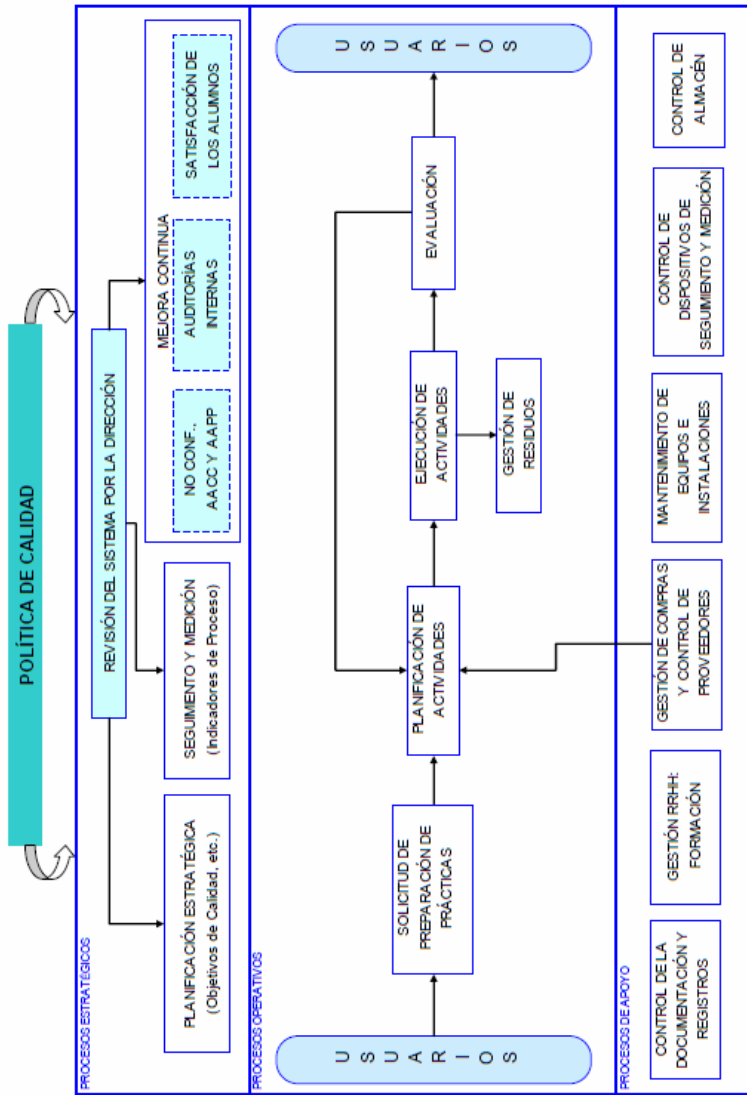 POLÍTICA DE CALIDAD
PROCESOS ESTRATÉGICOS
REVISIÓN DEL SISTEMA POR LA DIRECCIÓN
PLANIFICACIÓN ESTRATÉGICA
(Objetivos de Calidad, etc.)
SEGUIMIENTO Y MEDICIÓN
(Indicadores de Proceso)
MEJORA CONTINUA
NO CONF.,
AACC Y AAPP
AUDITORÍAS
INTERNAS
SATISFACCIÓN DE
LOS ALUMNOS
PROCESOS OPERATIVOS
USUARIOS
SOLICITUD DE
PREPARACIÓN DE
PRÁCTICAS
PLANIFICACIÓN DE
ACTIVIDADES
EJECUCIÓN DE
ACTIVIDADES
GESTIÓN DE
RESIDUOS
EVALUACIÓN
USUARIOS
PROCESOS DE APOYO
CONTROL DE LA
DOCUMENTACIÓN Y
REGISTROS
GESTIÓN RRHH:
FORMACIÓN
GESTIÓN DE COMPRAS
Y CONTROL DE
PROVEEDORES
MANTENIMIENTO DE
EQUIPOS E
INSTALACIONES
CONTROL DE
DISPOSITIVOS DE
SEGUIMIENTO Y MEDICIÓN
CONTROL DE
ALMACÉN